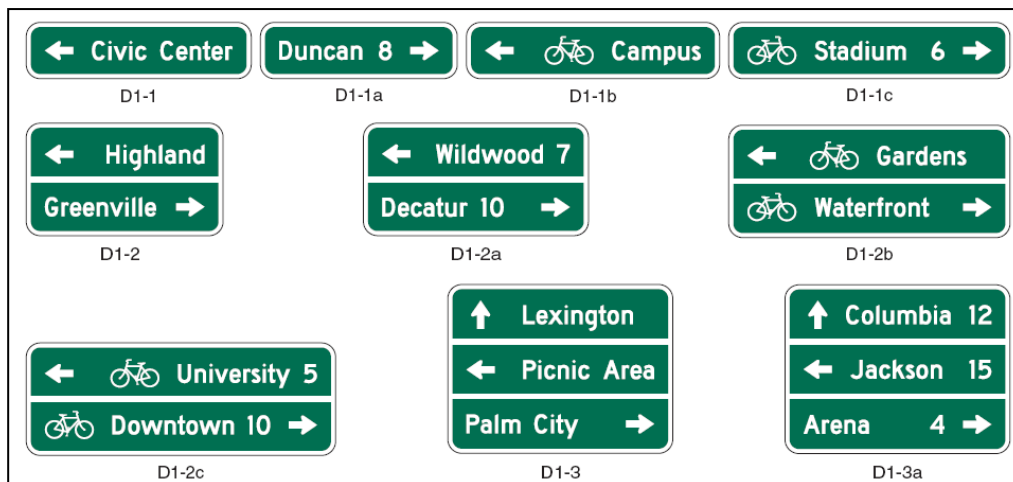 Civic Center
Duncan 8
Campus
Stadium 6
D1-1
D1-1a
D1-1b
D1-1c
Highland
Greenville
D1-2
Wildwood 7
Decatur 10
D1-2a
Gardens
Waterfront
D1-2b
University 5
Downtown 10
D1-2c
Lexington
Picnic Area
Palm City
D1-3
Columbia 12
Jackson 15
Arena 4
D1-3a